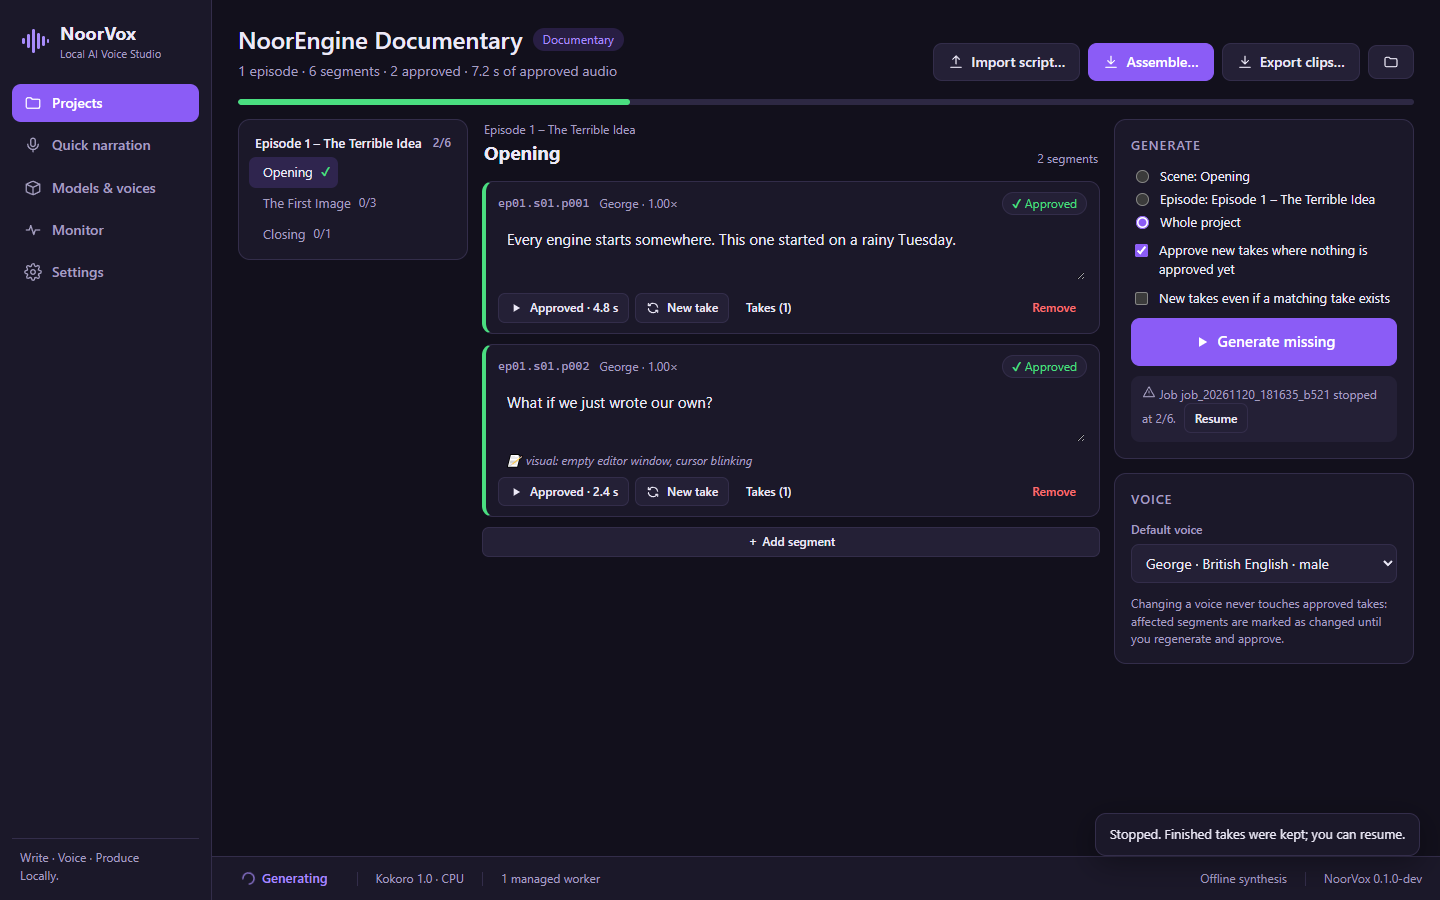 NoorVox
Local AI Voice Studio
Projects
Quick narration
Models & voices
Monitor
Settings
Write · Voice · Produce
Locally.
NoorEngine Documentary
Documentary
1 episode · 6 segments · 2 approved · 7.2 s of approved audio
Import script...
Assemble...
Export clips...
Episode 1 – The Terrible Idea 2/6
Opening ✓
The First Image 0/3
Closing 0/1
Episode 1 – The Terrible Idea
Opening
2 segments
ep01.s01.p001 George · 1.00×
✓ Approved
Every engine starts somewhere. This one started on a rainy Tuesday.
Approved · 4.8 s
New take
Takes (1)
Remove
ep01.s01.p002 George · 1.00×
✓ Approved
What if we just wrote our own?
📝 visual: empty editor window, cursor blinking
Approved · 2.4 s
New take
Takes (1)
Remove
+ Add segment
GENERATE
Scene: Opening
Episode: Episode 1 – The Terrible Idea
Whole project
Approve new takes where nothing is
approved yet
New takes even if a matching take exists
Generate missing
⚠ Job job_20261120_181635_b521 stopped
at 2/6. Resume
VOICE
Default voice
George · British English · male
Changing a voice never touches approved takes:
affected segments are marked as changed until
you regenerate and approve.
Stopped. Finished takes were kept; you can resume.
Generating
Kokoro 1.0 · CPU
1 managed worker
Offline synthesis
NoorVox 0.1.0-dev